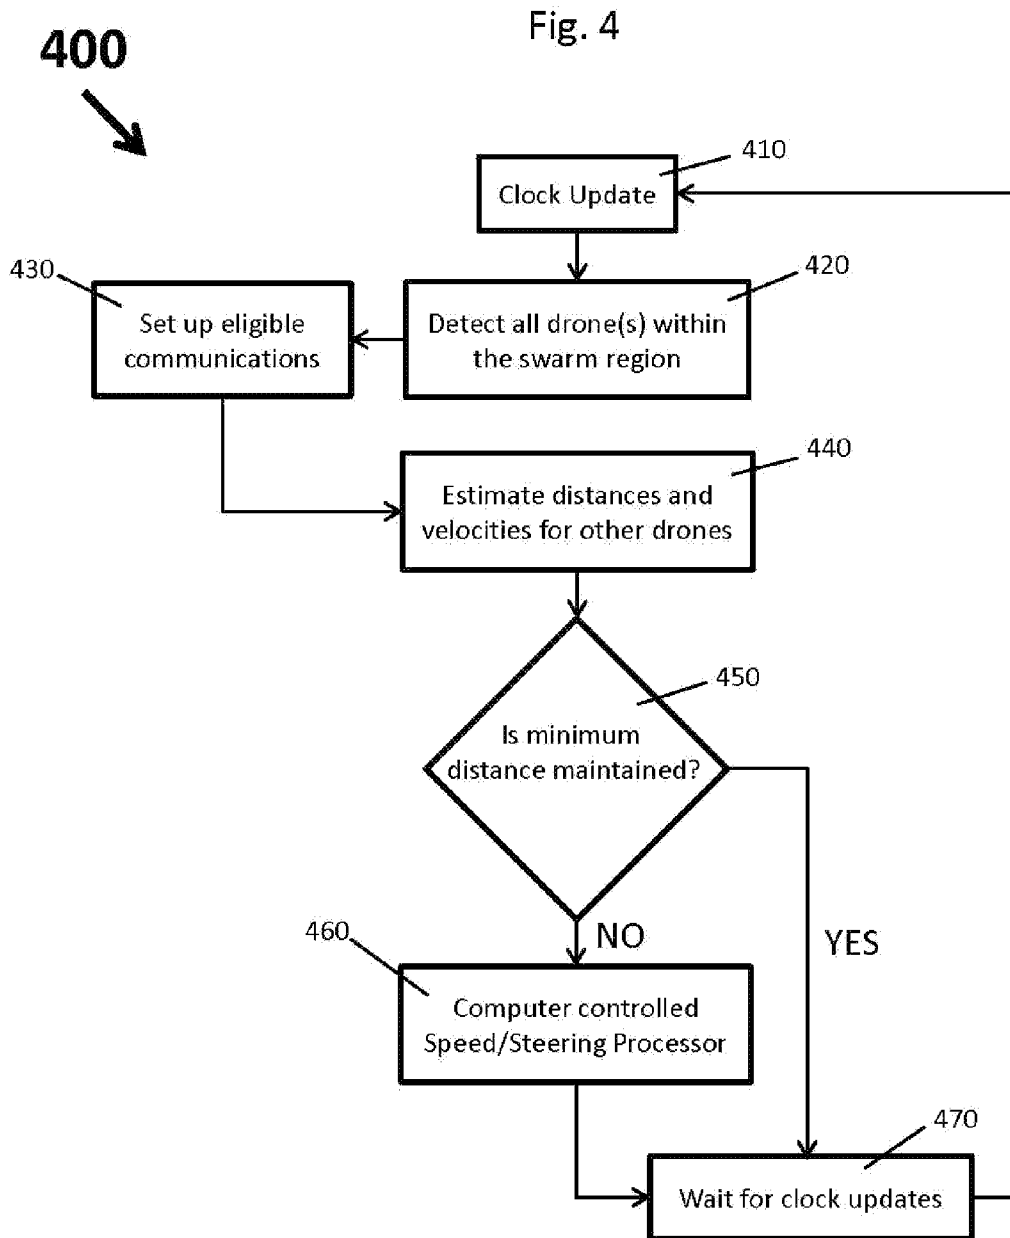 Fig. 4
400
410
Clock Update
430
420
Set up eligible
communications
Detect all drone(s) within
the swarm region
440
Estimate distances and
velocities for other drones
450
Is minimum
distance maintained?
460
NO
YES
Computer controlled
Speed/Steering Processor
470
Wait for clock updates